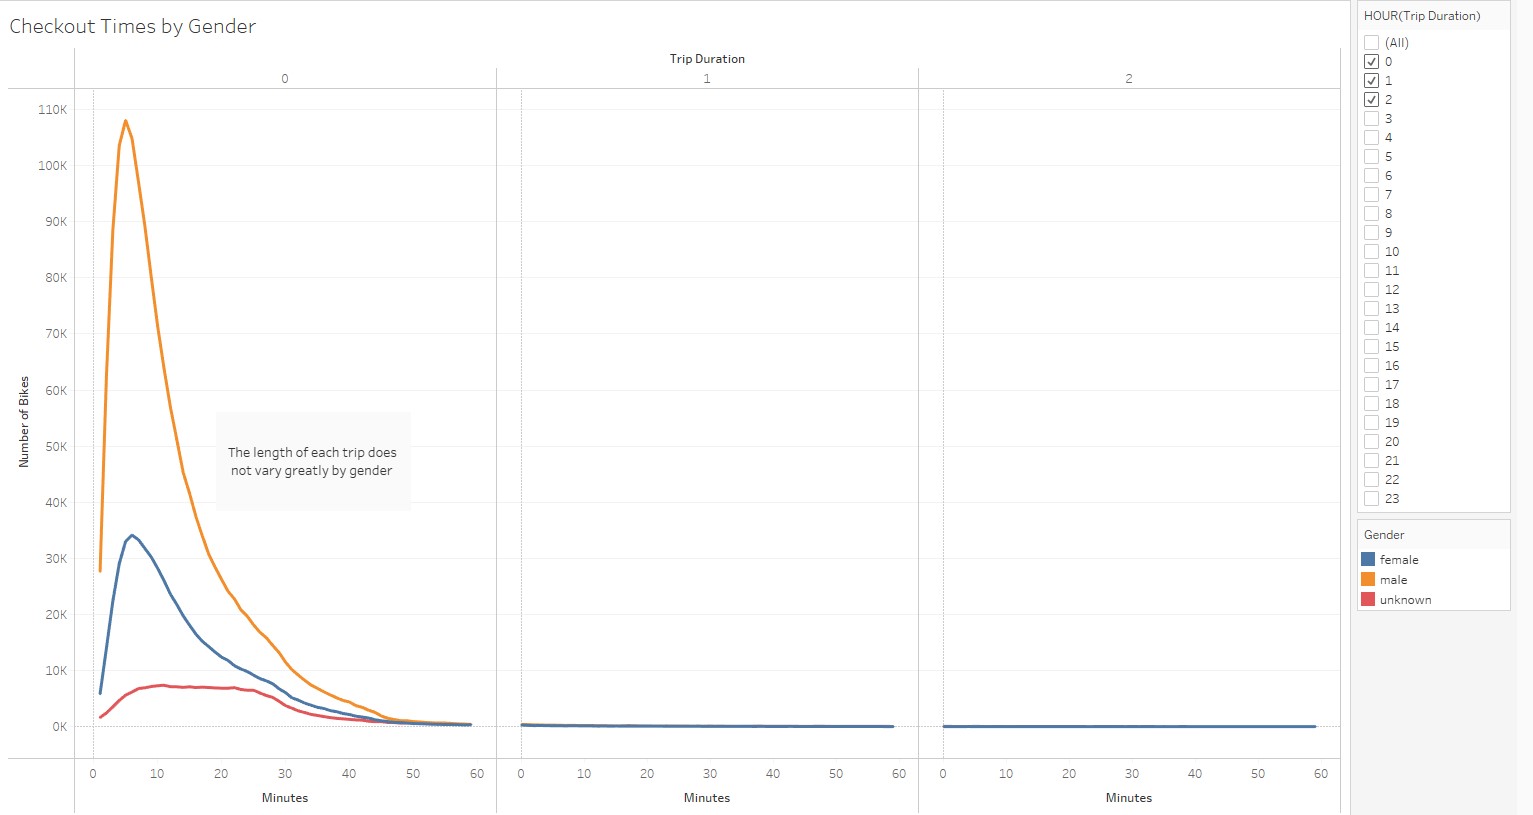 Checkout Times by Gender
Trip Duration
0 1 2
110K
100K
90K
80K
70K
60K
50K
40K
30K
20K
10K
0K
Number of Bikes
The length of each trip does
not vary greatly by gender
0 10 20 30 40 50 60 0 10 20 30 40 50 60 0 10 20 30 40 50 60
Minutes Minutes Minutes
HOUR(Trip Duration)
(All)
0
1
2
3
4
5
6
7
8
9
10
11
12
13
14
15
16
17
18
19
20
21
22
23
Gender
female
male
unknown